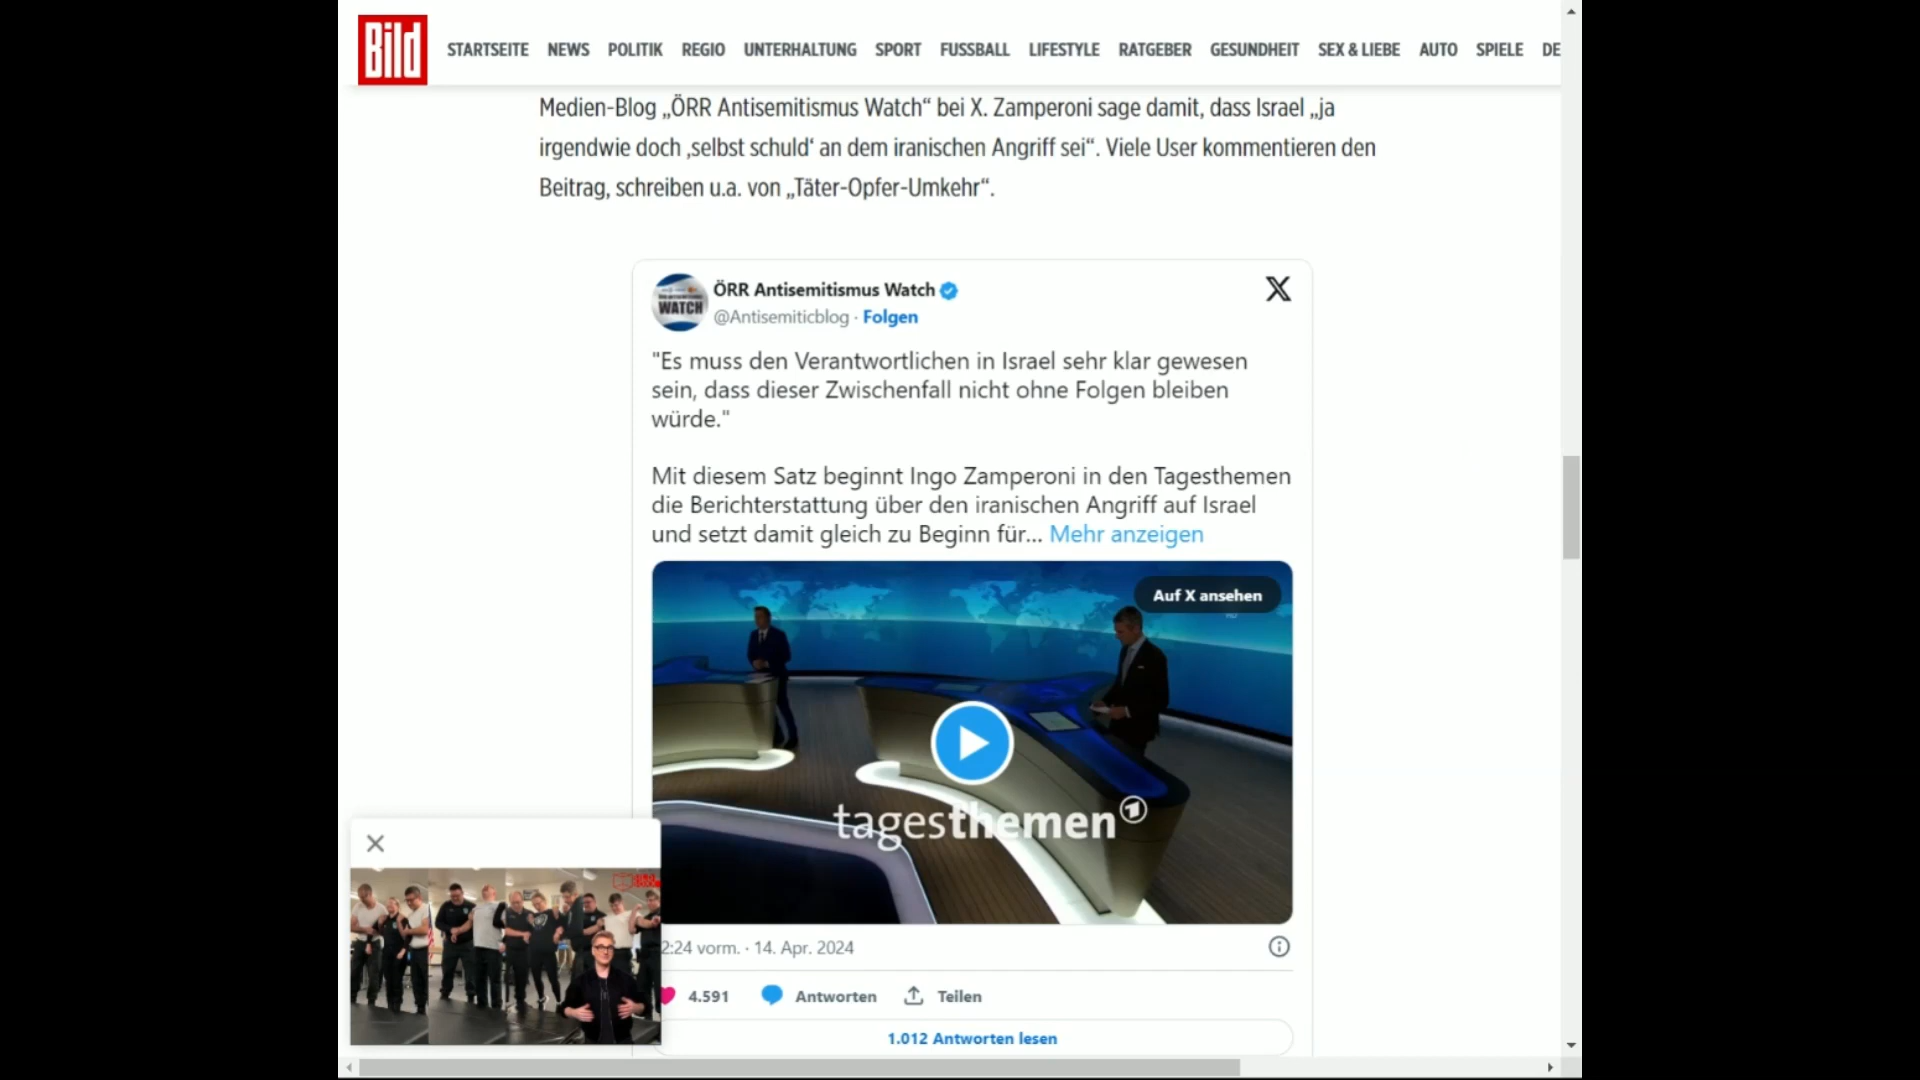 Bild
STARTSEITE NEWS POLITIK REGIO UNTERHALTUNG SPORT FUSSBALL LIFESTYLE RATGEBER GESUNDHEIT SEX & LIEBE AUTO SPIELE DE
Medien-Blog „ÖRR Antisemitismus Watch“ bei X. Zamperoni sage damit, dass Israel „ja
irgendwie doch ‚selbst schuld‘ an dem iranischen Angriff sei“. Viele User kommentieren den
Beitrag, schreiben u.a. von „Täter-Opfer-Umkehr“.
WATCH
ÖRR Antisemitismus Watch
@Antisemiticblog · Folgen
"Es muss den Verantwortlichen in Israel sehr klar gewesen
sein, dass dieser Zwischenfall nicht ohne Folgen bleiben
würde."
Mit diesem Satz beginnt Ingo Zamperoni in den Tagesthemen
die Berichterstattung über den iranischen Angriff auf Israel
und setzt damit gleich zu Beginn für... Mehr anzeigen
Auf X ansehen
tagesthemen
2:24 vorm. · 14. Apr. 2024
4.591 Antworten Teilen
1.012 Antworten lesen